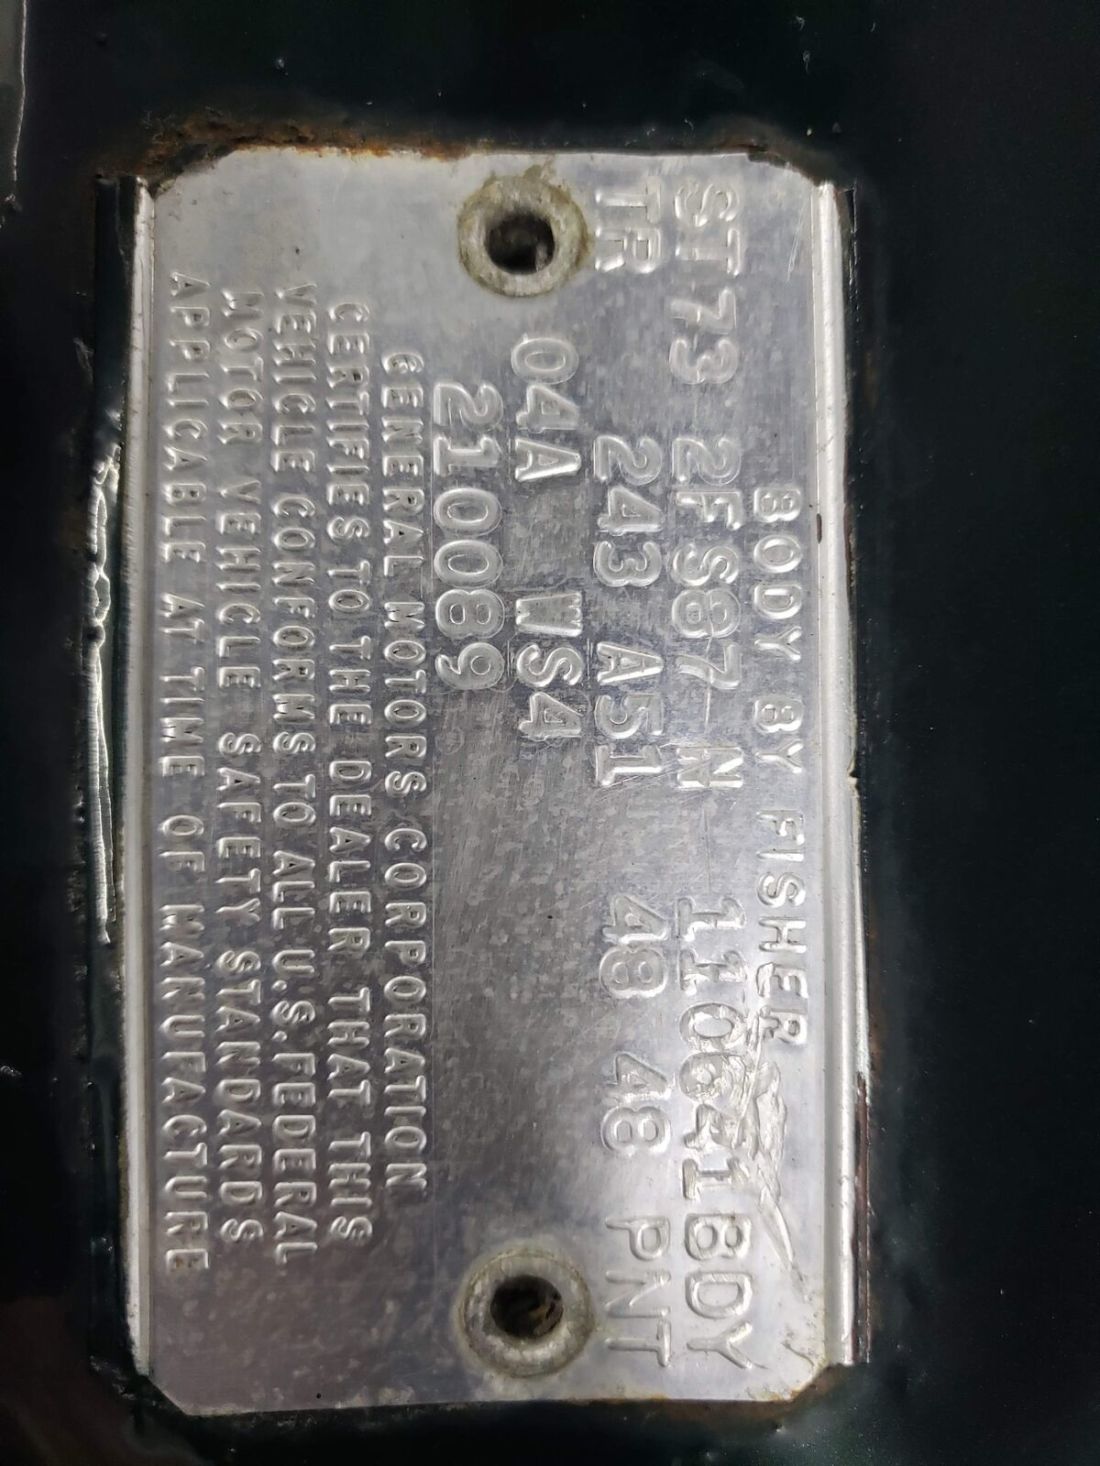 BODY BY FISHER
ST 73 2FS87 N 110641 BDY
TR 243 A51 48 48 PNT
04A WS4
210089
GENERAL MOTORS CORPORATION
CERTIFIES TO THE DEALER THAT THIS
VEHICLE CONFORMS TO ALL U.S. FEDERAL
MOTOR VEHICLE SAFETY STANDARDS
APPLICABLE AT TIME OF MANUFACTURE